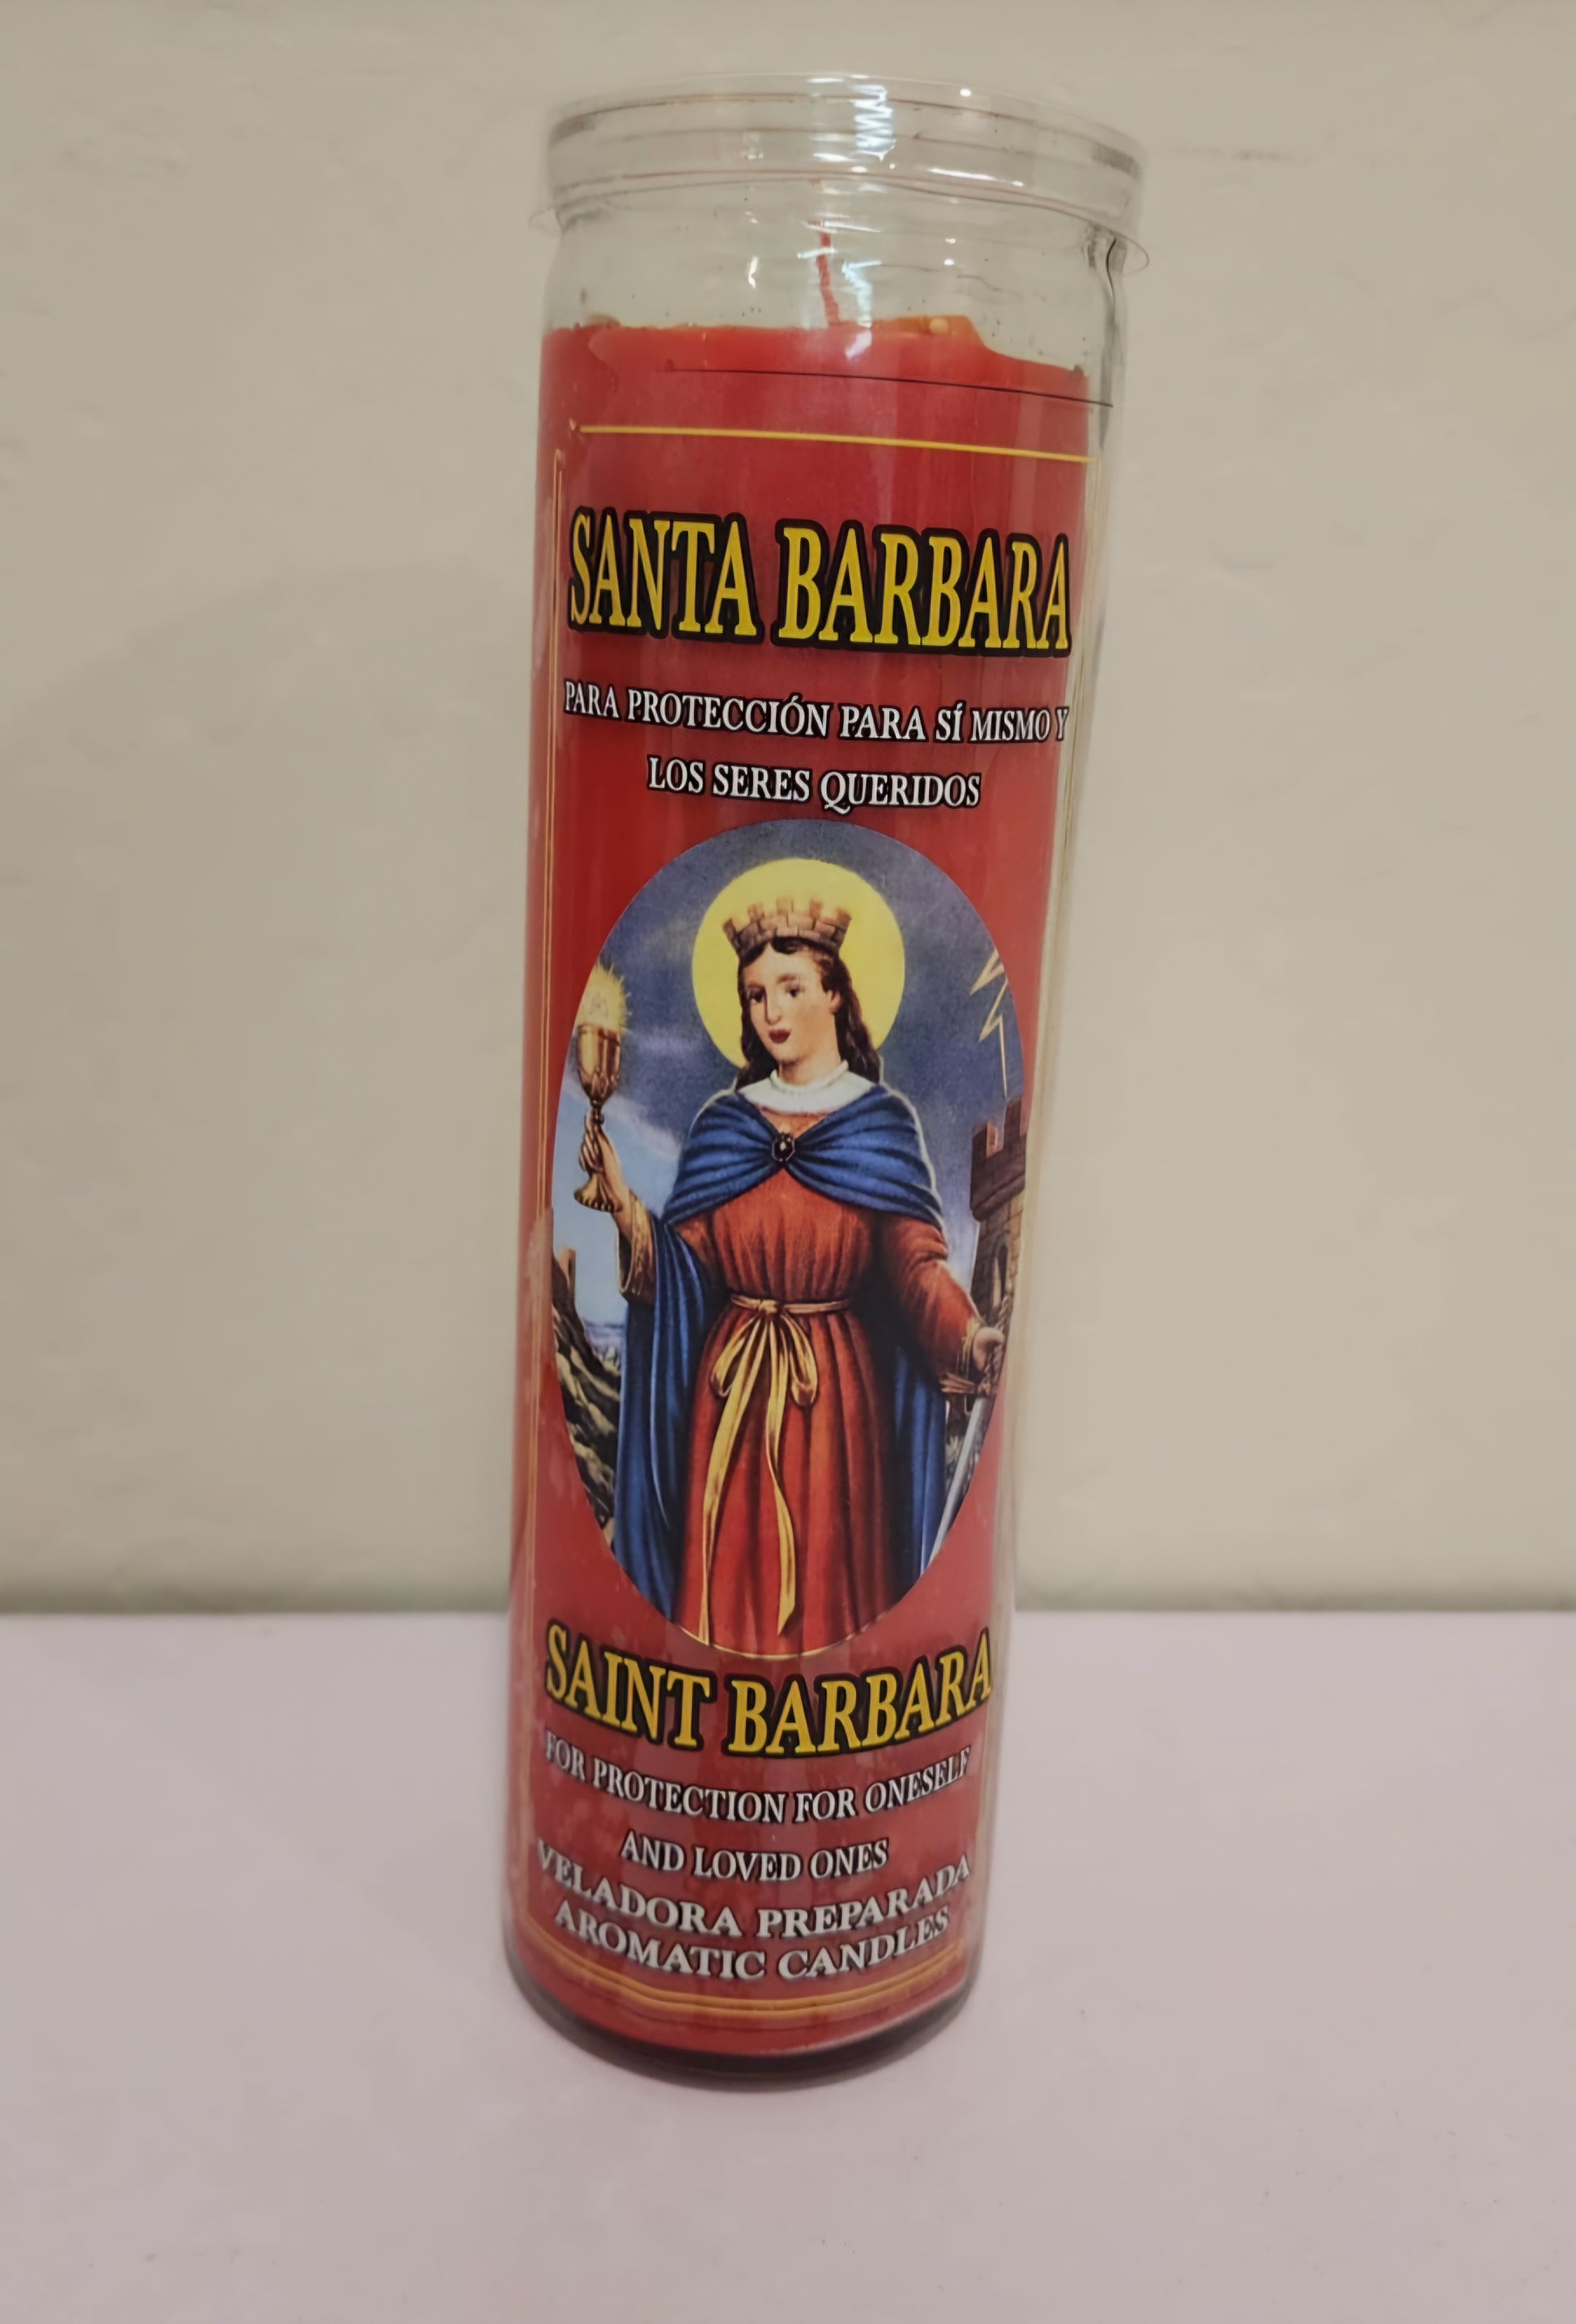 SANTA BARBARA
PARA PROTECCIÓN PARA SÍ MISMO Y
LOS SERES QUERIDOS
SAINT BARBARA
FOR PROTECTION FOR ONESELF
AND LOVED ONES
VELADORA PREPARADA
AROMATIC CANDLES